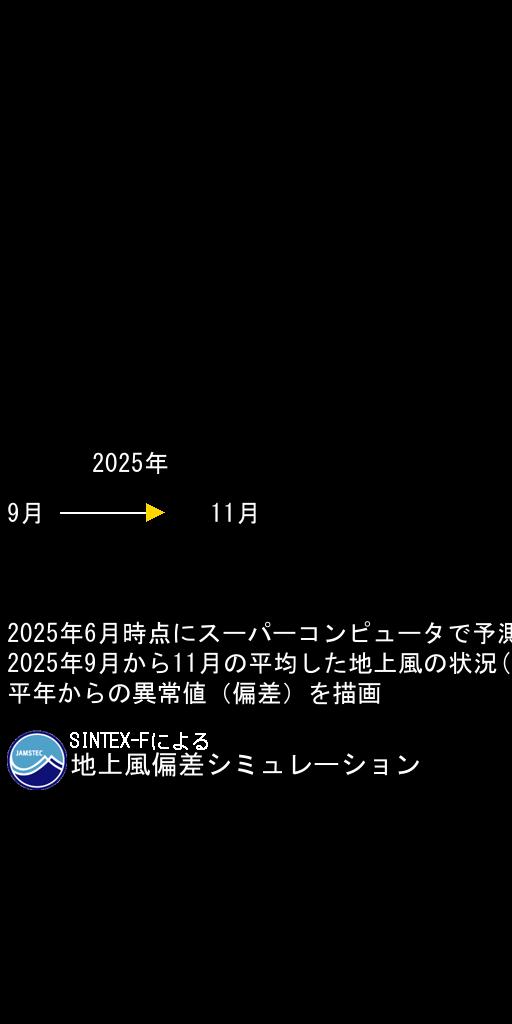 2025年
9月 11月
2025年6月時点にスーパーコンピュータで予測
2025年9月から11月の平均した地上風の状況(
平年からの異常値（偏差）を描画
SINTEX-Fによる
JAMSTEC
地上風偏差シミュレーション